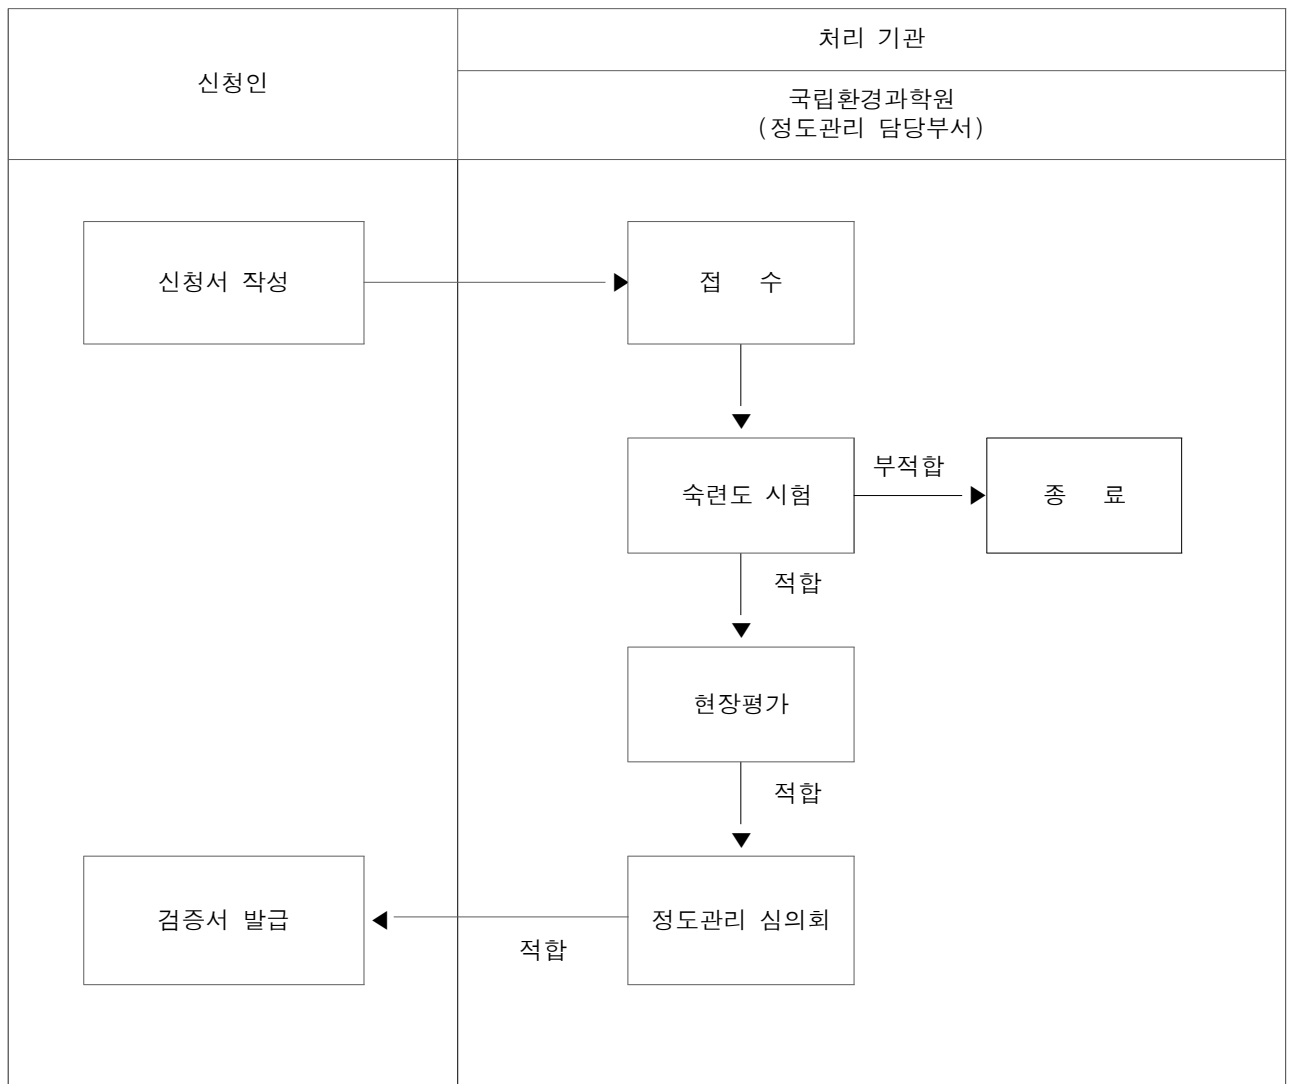 신청인
처리 기관
국립환경과학원
(정도관리 담당부서)
신청서 작성
접 수
숙련도 시험
부적합
종 료
적합
현장평가
적합
검증서 발급
적합
정도관리 심의회